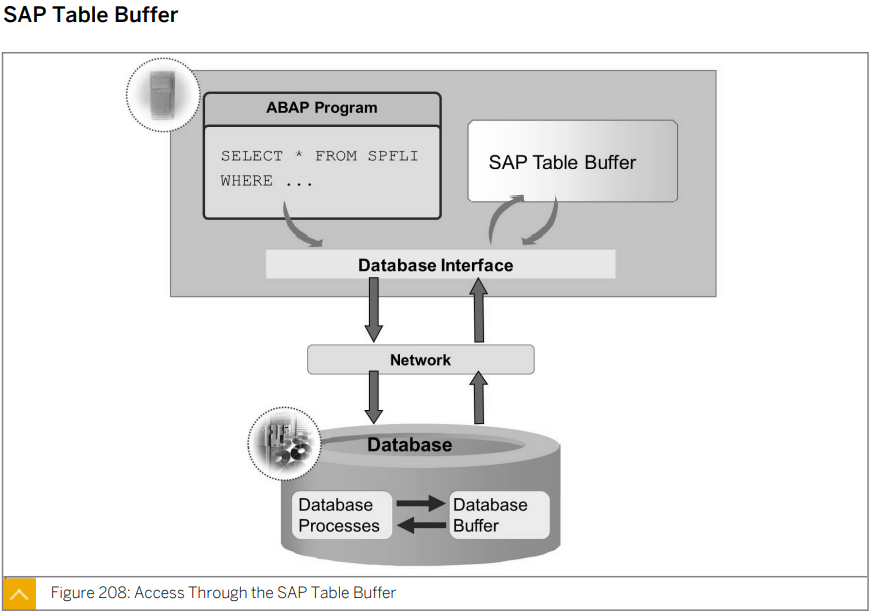 SAP Table Buffer
ABAP Program
SELECT * FROM SPFLI
WHERE ...
SAP Table Buffer
Database Interface
Network
Database
Database
Processes
Database
Buffer
Figure 208: Access Through the SAP Table Buffer